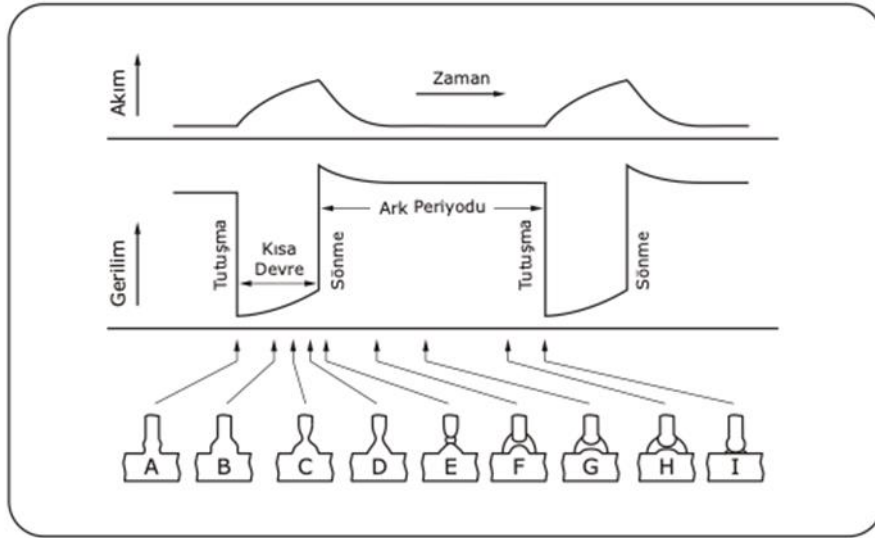 Akım
Zaman
Gerilim
Tutuşma
Kısa
Devre
Sönme
Ark Periyodu
Tutuşma
Sönme
A B C D E F G H I